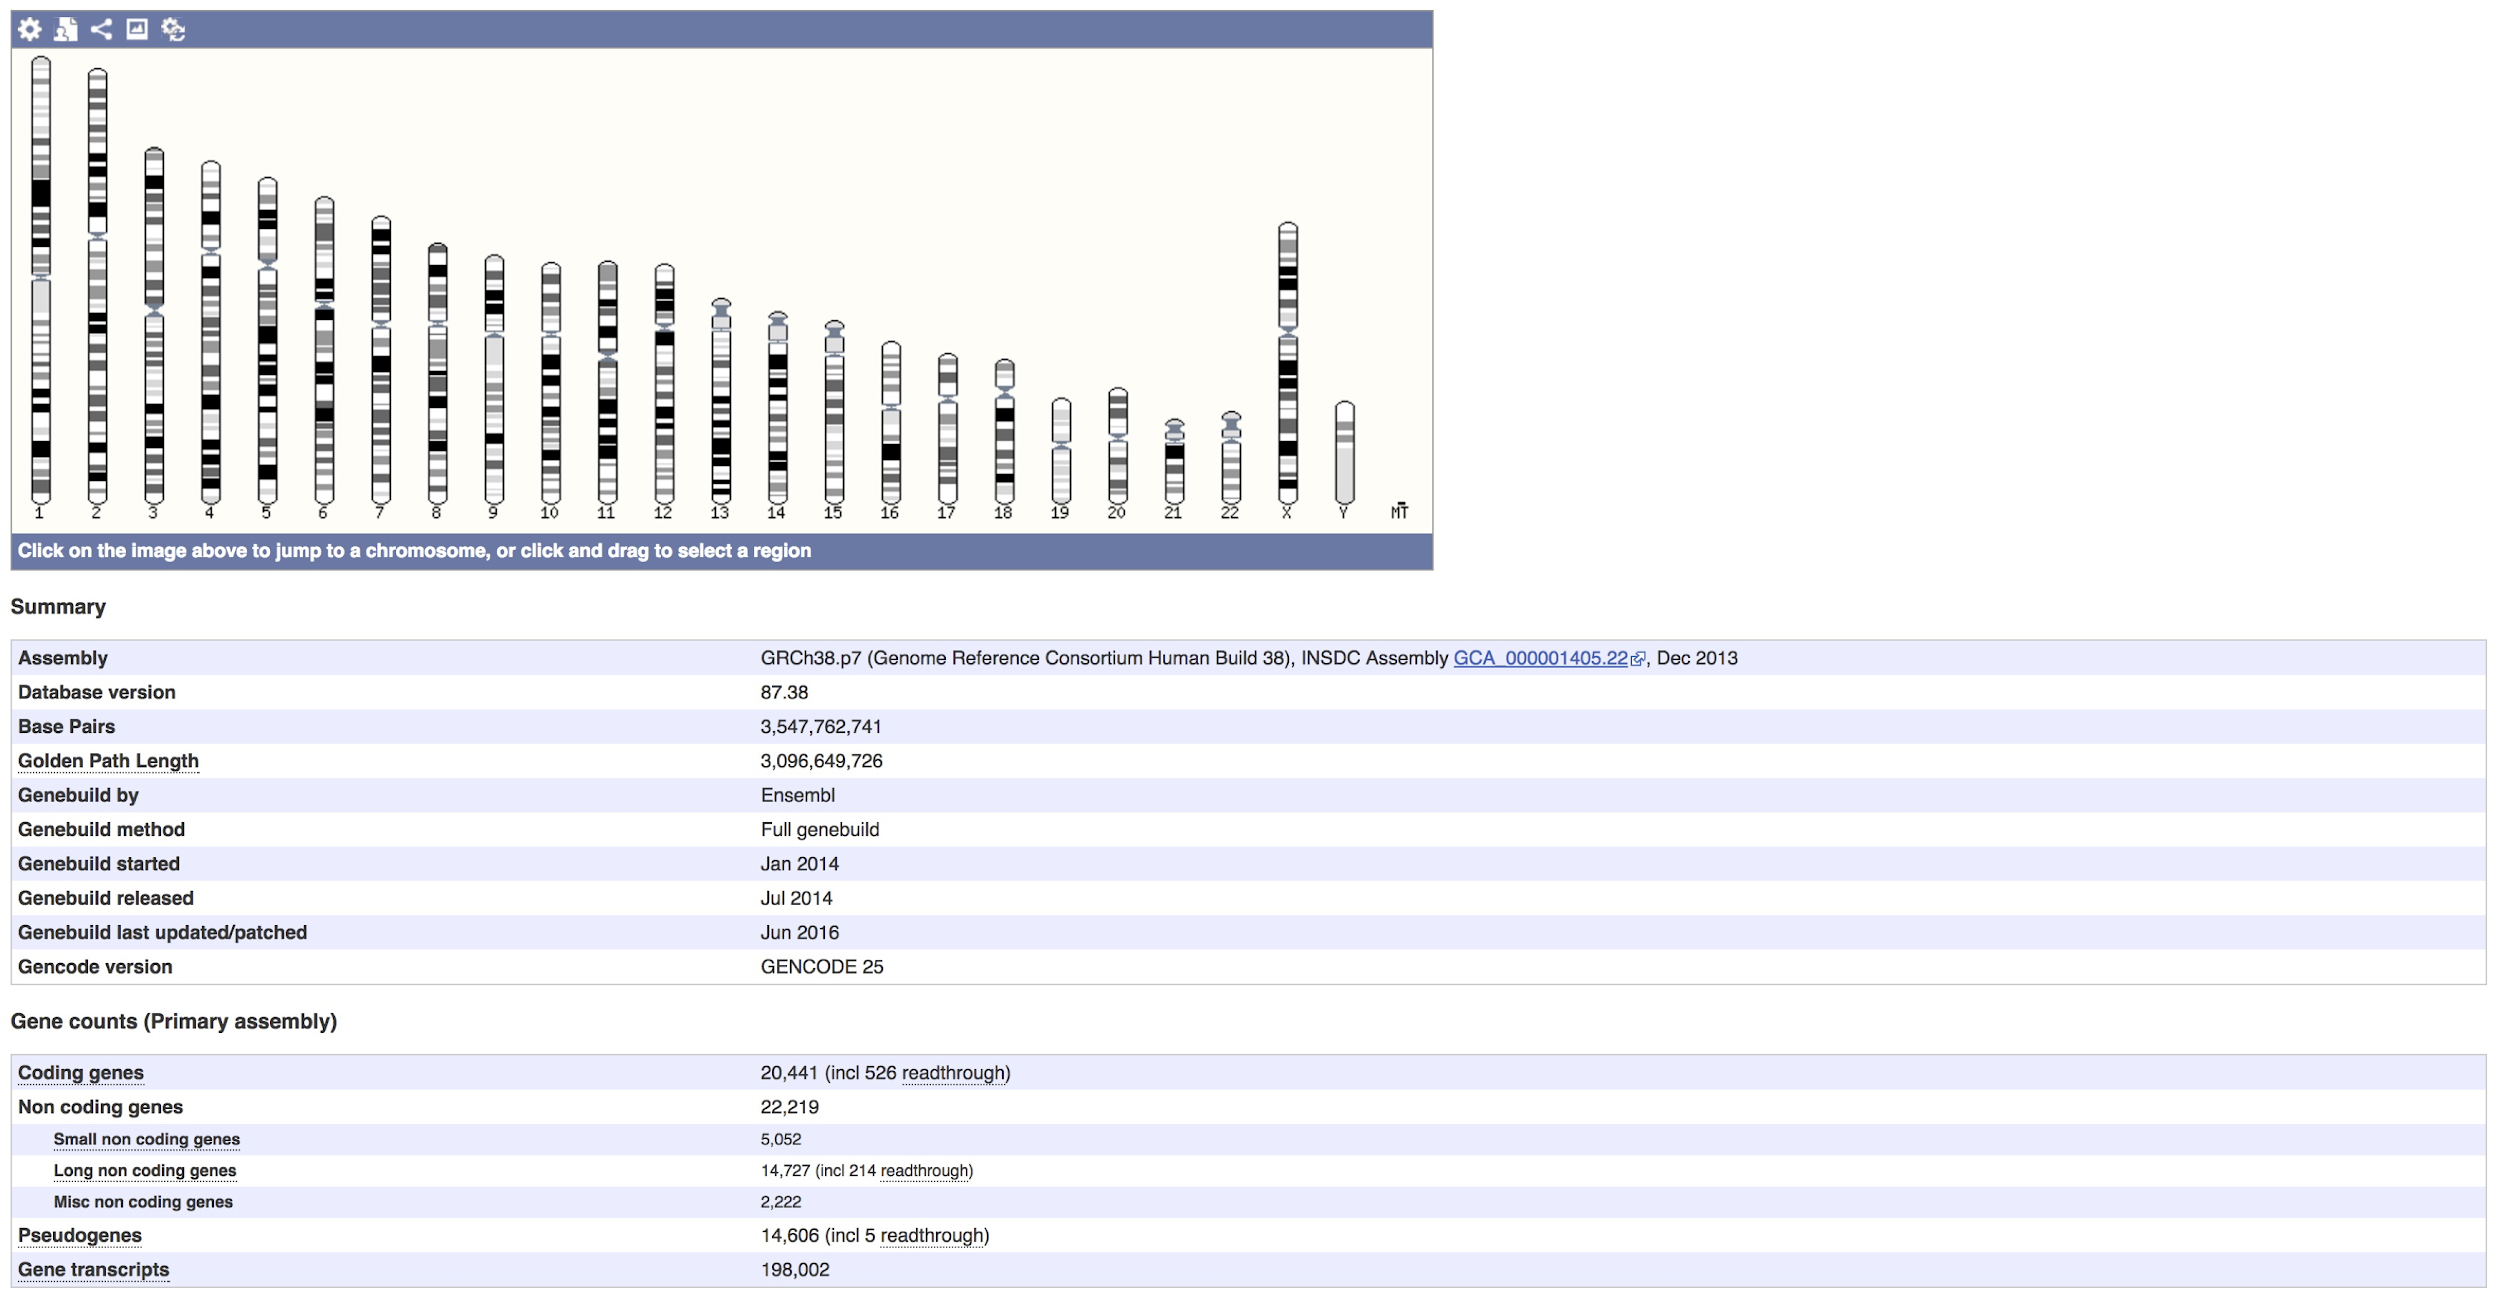 1 2 3 4 5 6 7 8 9 10 11 12 13 14 15 16 17 18 19 20 21 22 X Y MT
Click on the image above to jump to a chromosome, or click and drag to select a region
Summary
Assembly GRCh38.p7 (Genome Reference Consortium Human Build 38), INSDC Assembly GCA_000001405.22, Dec 2013
Database version 87.38
Base Pairs 3,547,762,741
Golden Path Length 3,096,649,726
Genebuild by Ensembl
Genebuild method Full genebuild
Genebuild started Jan 2014
Genebuild released Jul 2014
Genebuild last updated/patched Jun 2016
Gencode version GENCODE 25
Gene counts (Primary assembly)
Coding genes 20,441 (incl 526 readthrough)
Non coding genes 22,219
Small non coding genes 5,052
Long non coding genes 14,727 (incl 214 readthrough)
Misc non coding genes 2,222
Pseudogenes 14,606 (incl 5 readthrough)
Gene transcripts 198,002